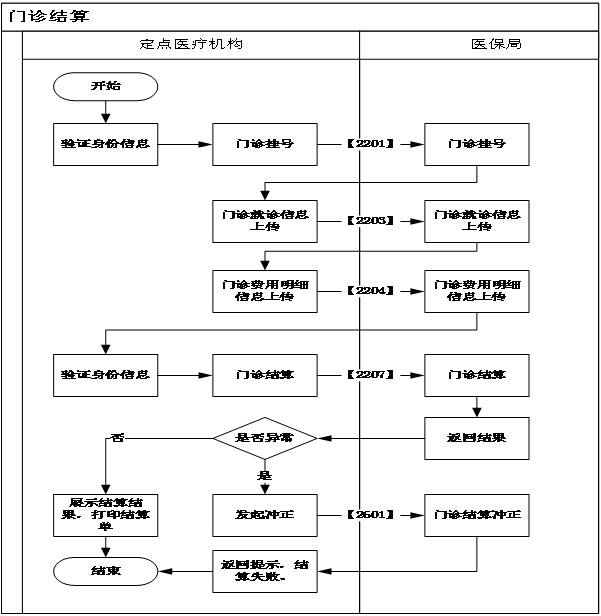 门诊结算
定点医疗机构
医保局
开始
验证身份信息
门诊挂号
【2201】
门诊挂号
门诊就诊信息
上传
【2203】
门诊就诊信息
上传
门诊费用明细
信息上传
【2204】
门诊费用明细
信息上传
验证身份信息
门诊结算
【2207】
门诊结算
否
是否异常
返回结果
是
展示结算结
果，打印结算
单
发起冲正
【2601】
门诊结算冲正
结束
返回提示，结
算失败。